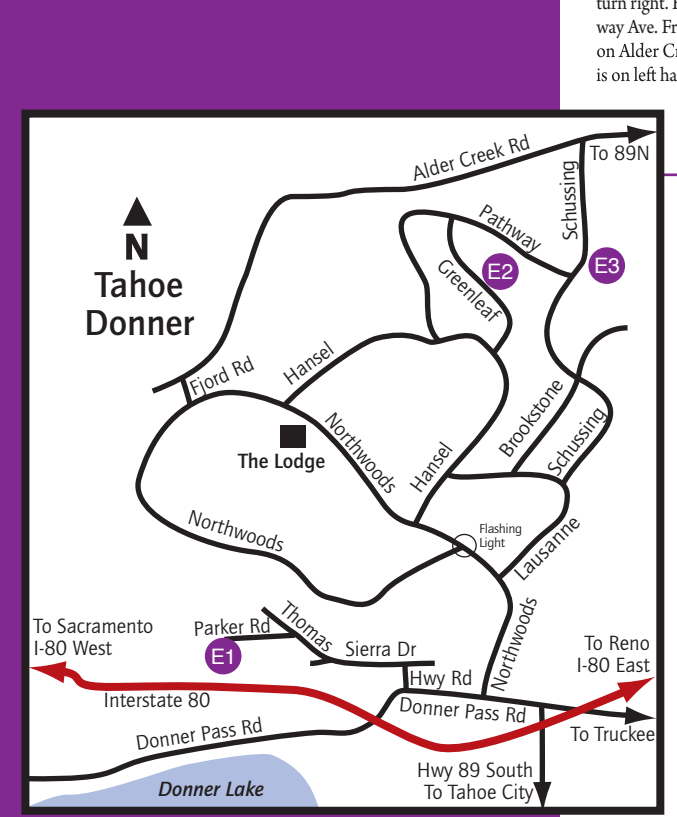 turn right.
way Ave.
on Alder
is on left
Alder Creek Rd
To 89N
Schussing
Pathway
N
Tahoe
Donner
E2
E3
Greenleaf
Fjord Rd
Hansel
Northwoods
The Lodge
Hansel
Brookstone
Schussing
Northwoods
Flashing
Light
Lausanne
To Sacramento
I-80 West
Parker Rd
Thomas
E1
Sierra Dr
Northwoods
To Reno
I-80 East
Hwy Rd
Interstate 80
Donner Pass Rd
Donner Pass Rd
To Truckee
Hwy 89 South
To Tahoe City
Donner Lake